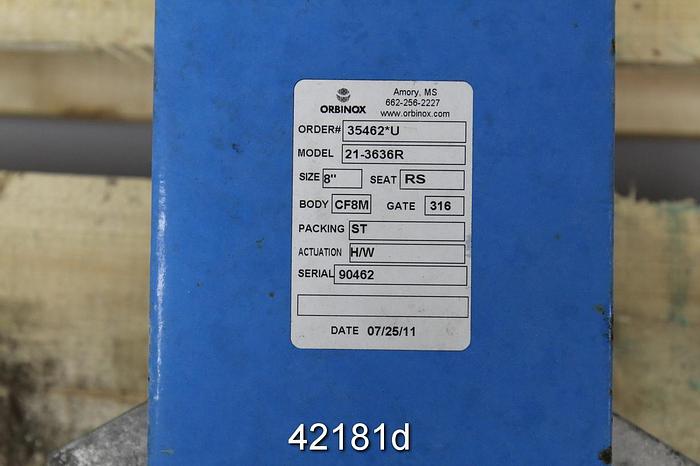 ORBINOX
Amory, MS
662-256-2227
www.orbinox.com
ORDER# 35462*U
MODEL 21-3636R
SIZE 8" SEAT RS
BODY CF8M GATE 316
PACKING ST
ACTUATION H/W
SERIAL 90462
DATE 07/25/11
42181d